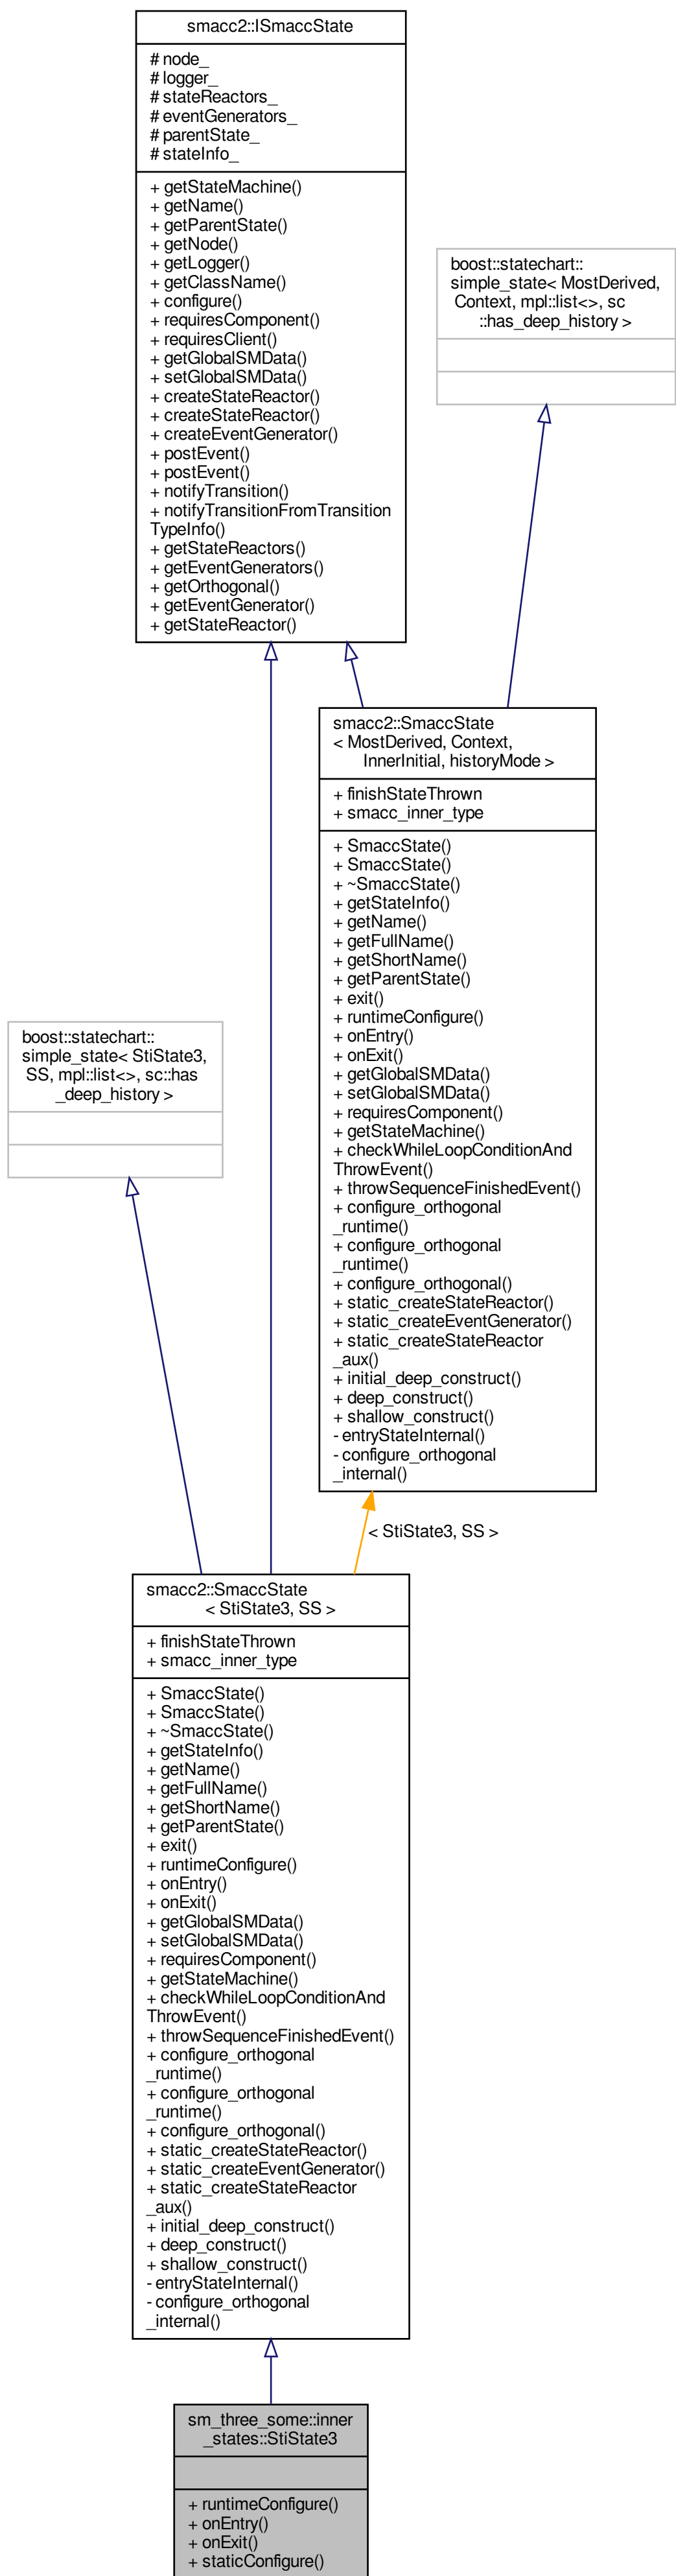 smacc2::ISmaccState
# node_
# logger_
# stateReactors_
# eventGenerators_
# parentState_
# stateInfo_
+ getStateMachine()
+ getName()
+ getParentState()
+ getNode()
+ getLogger()
+ getClassName()
+ configure()
+ requiresComponent()
+ requiresClient()
+ getGlobalSMData()
+ setGlobalSMData()
+ createStateReactor()
+ createStateReactor()
+ createEventGenerator()
+ postEvent()
+ postEvent()
+ notifyTransition()
+ notifyTransitionFromTransition
TypeInfo()
+ getStateReactors()
+ getEventGenerators()
+ getOrthogonal()
+ getEventGenerator()
+ getStateReactor()
boost::statechart::
simple_state< MostDerived,
Context, mpl::list<>, sc
::has_deep_history >
smacc2::SmaccState
< MostDerived, Context,
InnerInitial, historyMode >
+ finishStateThrown
+ smacc_inner_type
+ SmaccState()
+ SmaccState()
+ ~SmaccState()
+ getStateInfo()
+ getName()
+ getFullName()
+ getShortName()
+ getParentState()
+ exit()
+ runtimeConfigure()
+ onEntry()
+ onExit()
+ getGlobalSMData()
+ setGlobalSMData()
+ requiresComponent()
+ getStateMachine()
+ checkWhileLoopConditionAnd
ThrowEvent()
+ throwSequenceFinishedEvent()
+ configure_orthogonal
_runtime()
+ configure_orthogonal
_runtime()
+ configure_orthogonal()
+ static_createStateReactor()
+ static_createEventGenerator()
+ static_createStateReactor
_aux()
+ initial_deep_construct()
+ deep_construct()
+ shallow_construct()
- entryStateInternal()
- configure_orthogonal
_internal()
boost::statechart::
simple_state< StiState3,
SS, mpl::list<>, sc::has
_deep_history >
< StiState3, SS >
smacc2::SmaccState
< StiState3, SS >
+ finishStateThrown
+ smacc_inner_type
+ SmaccState()
+ SmaccState()
+ ~SmaccState()
+ getStateInfo()
+ getName()
+ getFullName()
+ getShortName()
+ getParentState()
+ exit()
+ runtimeConfigure()
+ onEntry()
+ onExit()
+ getGlobalSMData()
+ setGlobalSMData()
+ requiresComponent()
+ getStateMachine()
+ checkWhileLoopConditionAnd
ThrowEvent()
+ throwSequenceFinishedEvent()
+ configure_orthogonal
_runtime()
+ configure_orthogonal
_runtime()
+ configure_orthogonal()
+ static_createStateReactor()
+ static_createEventGenerator()
+ static_createStateReactor
_aux()
+ initial_deep_construct()
+ deep_construct()
+ shallow_construct()
- entryStateInternal()
- configure_orthogonal
_internal()
sm_three_some::inner
_states::StiState3
+ runtimeConfigure()
+ onEntry()
+ onExit()
+ staticConfigure()